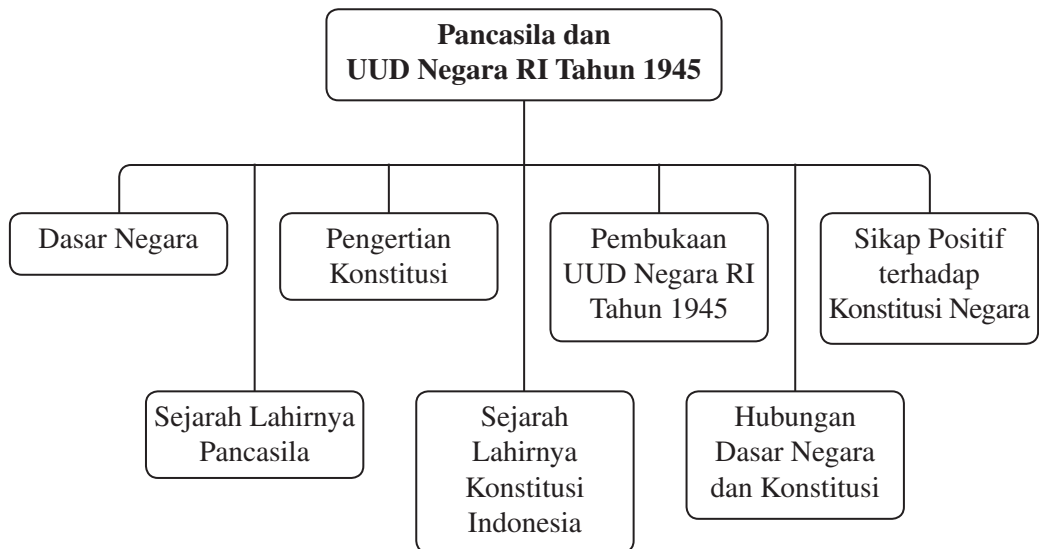 Pancasila dan
UUD Negara RI Tahun 1945
Dasar Negara
Pengertian
Konstitusi
Pembukaan
UUD Negara RI
Tahun 1945
Sikap Positif
terhadap
Konstitusi Negara
Sejarah Lahirnya
Pancasila
Sejarah
Lahirnya
Konstitusi
Indonesia
Hubungan
Dasar Negara
dan Konstitusi